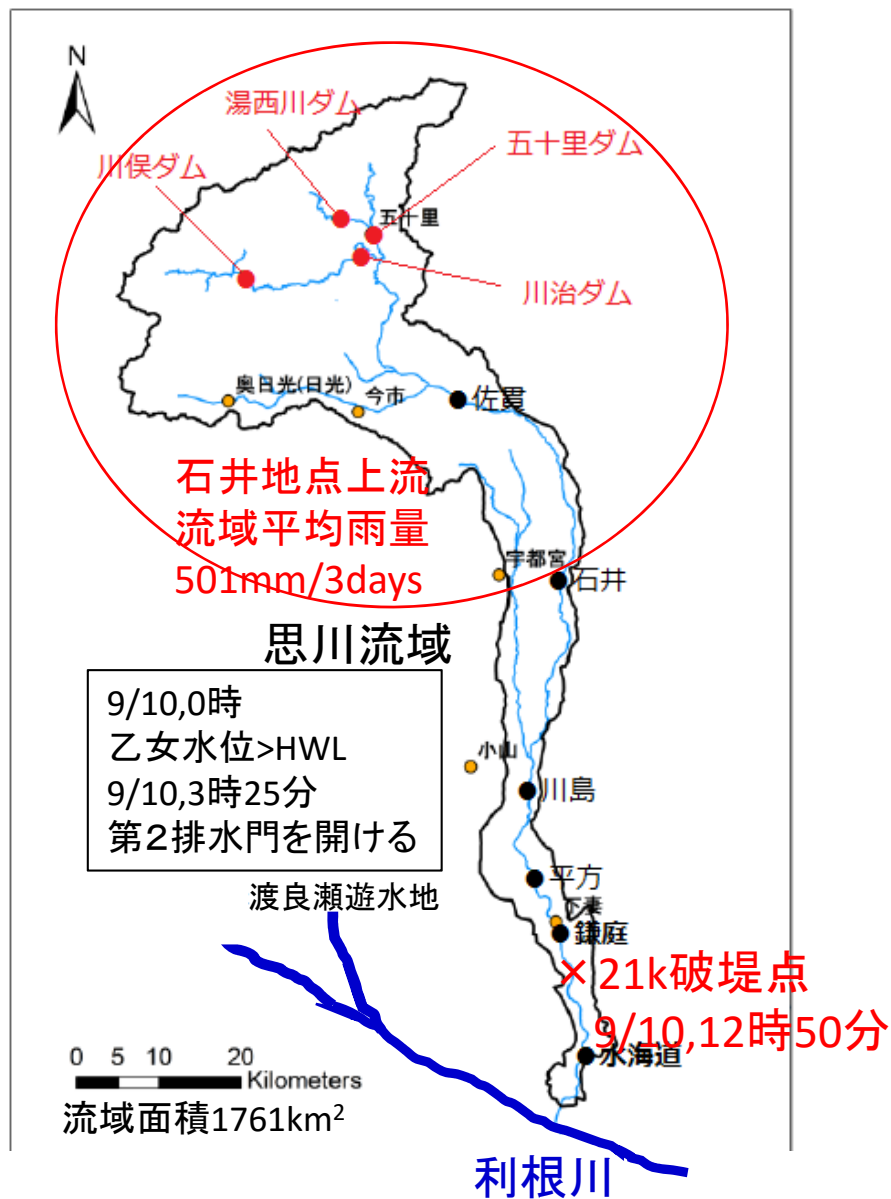 N
湯西川ダム
五十里ダム
川俣ダム
五十里
川治ダム
奥日光(日光)
今市
佐貫
石井地点上流
流域平均雨量
501mm/3days
宇都宮
石井
思川流域
9/10,0時
乙女水位>HWL
9/10,3時25分
第２排水門を開ける
小山
川島
平方
渡良瀬遊水地
下妻
鎌庭
×21k破堤点
9/10,12時50分
水海道
0 5 10 20
Kilometers
流域面積1761km²
利根川